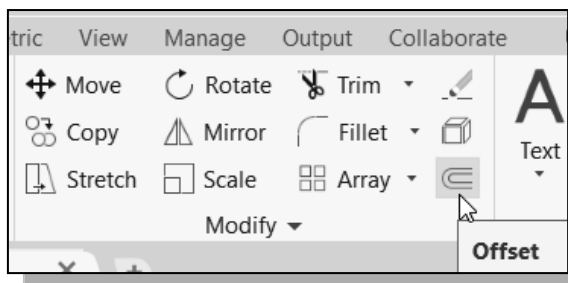 tric View Manage Output Collaborate
Move Rotate Trim
Copy Mirror Fillet
Stretch Scale Array
Text
Modify
Offset